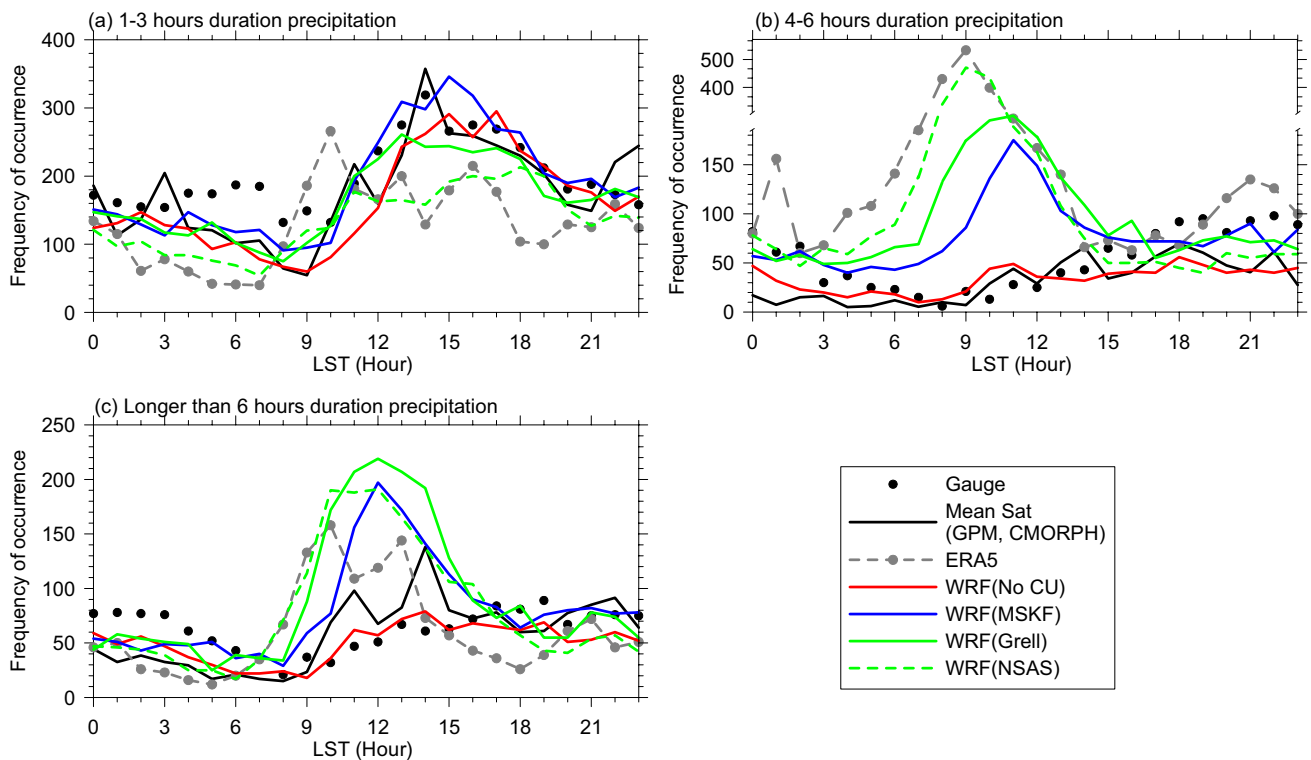 (a) 1-3 hours duration precipitation
400
300
200
100
0
Frequency of occurrence
0 3 6 9 12 15 18 21
LST (Hour)
(b) 4-6 hours duration precipitation
500
400
150
100
50
0
Frequency of occurrence
0 3 6 9 12 15 18 21
LST (Hour)
(c) Longer than 6 hours duration precipitation
250
200
150
100
50
0
Frequency of occurrence
0 3 6 9 12 15 18 21
LST (Hour)
Gauge
Mean Sat
(GPM, CMORPH)
ERA5
WRF(No CU)
WRF(MSKF)
WRF(Grell)
WRF(NSAS)